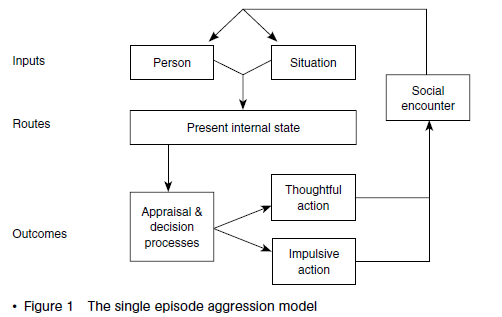 Inputs
Person
Situation
Social
encounter
Routes
Present internal state
Thoughtful
action
Appraisal &
decision
processes
Outcomes
Impulsive
action
• Figure 1 The single episode aggression model